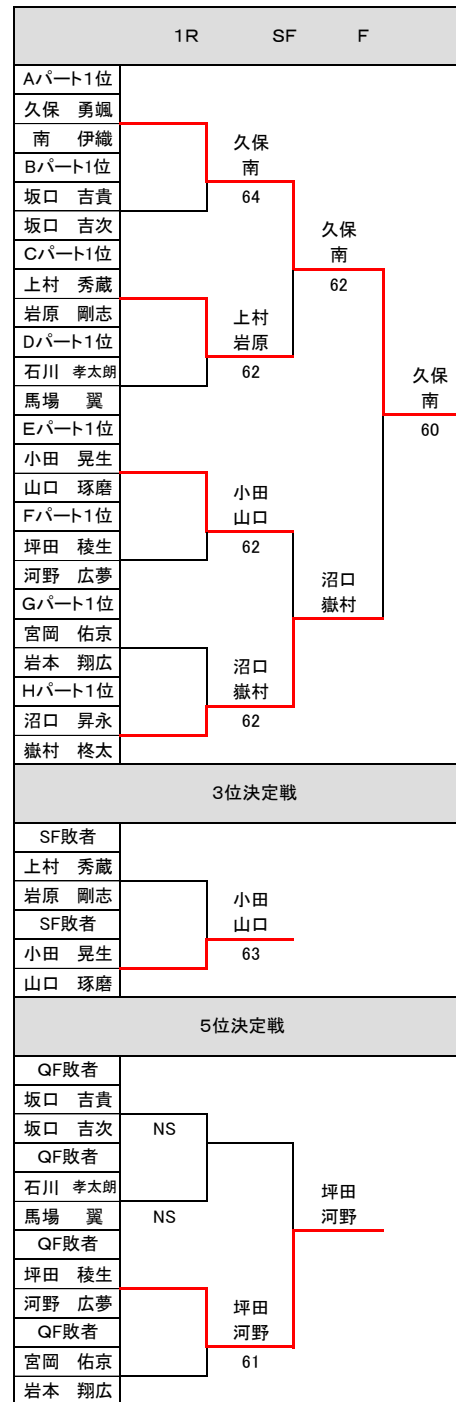 1R SF F
Aパート1位
久保 勇颯
南 伊織
久保
Bパート1位
南
坂口 吉貴
64
坂口 吉次
久保
Cパート1位
南
上村 秀蔵
62
岩原 剛志
上村
Dパート1位
岩原
石川 孝太朗
62
久保
馬場 翼
南
Eパート1位
60
小田 晃生
山口 琢磨
小田
Fパート1位
山口
坪田 稜生
62
河野 広夢
沼口
Gパート1位
嶽村
宮岡 佑京
岩本 翔広
沼口
Hパート1位
嶽村
沼口 昇永
62
嶽村 柊太
3位決定戦
SF敗者
上村 秀蔵
岩原 剛志
小田
SF敗者
山口
小田 晃生
63
山口 琢磨
5位決定戦
QF敗者
坂口 吉貴
坂口 吉次 NS
QF敗者
石川 孝太朗
坪田
馬場 翼 NS
河野
QF敗者
坪田 稜生
河野 広夢
坪田
QF敗者
河野
宮岡 佑京
61
岩本 翔広